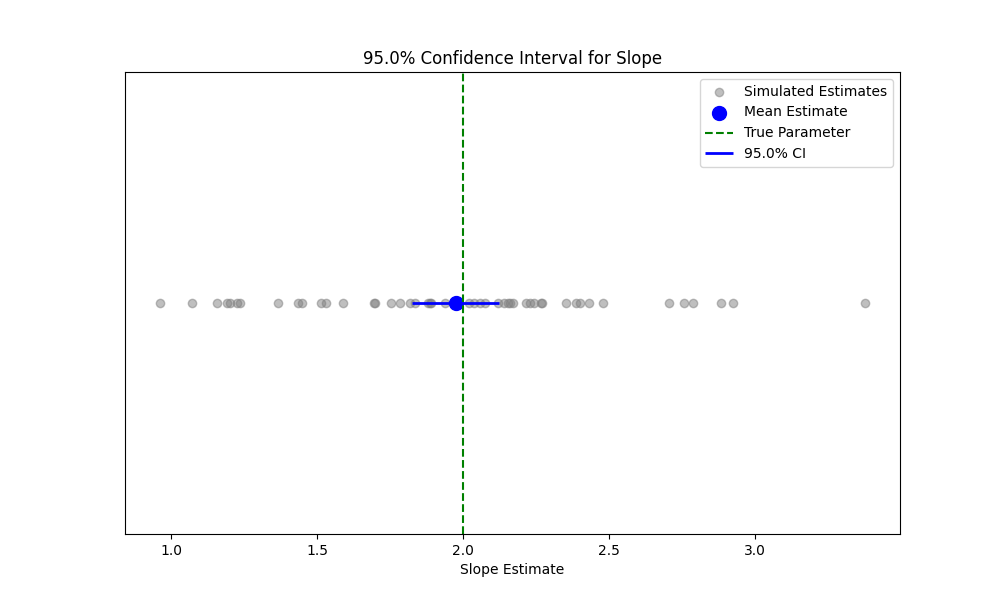 95.0% Confidence Interval for Slope
Simulated Estimates
Mean Estimate
True Parameter
95.0% CI
1.0 1.5 2.0 2.5 3.0
Slope Estimate